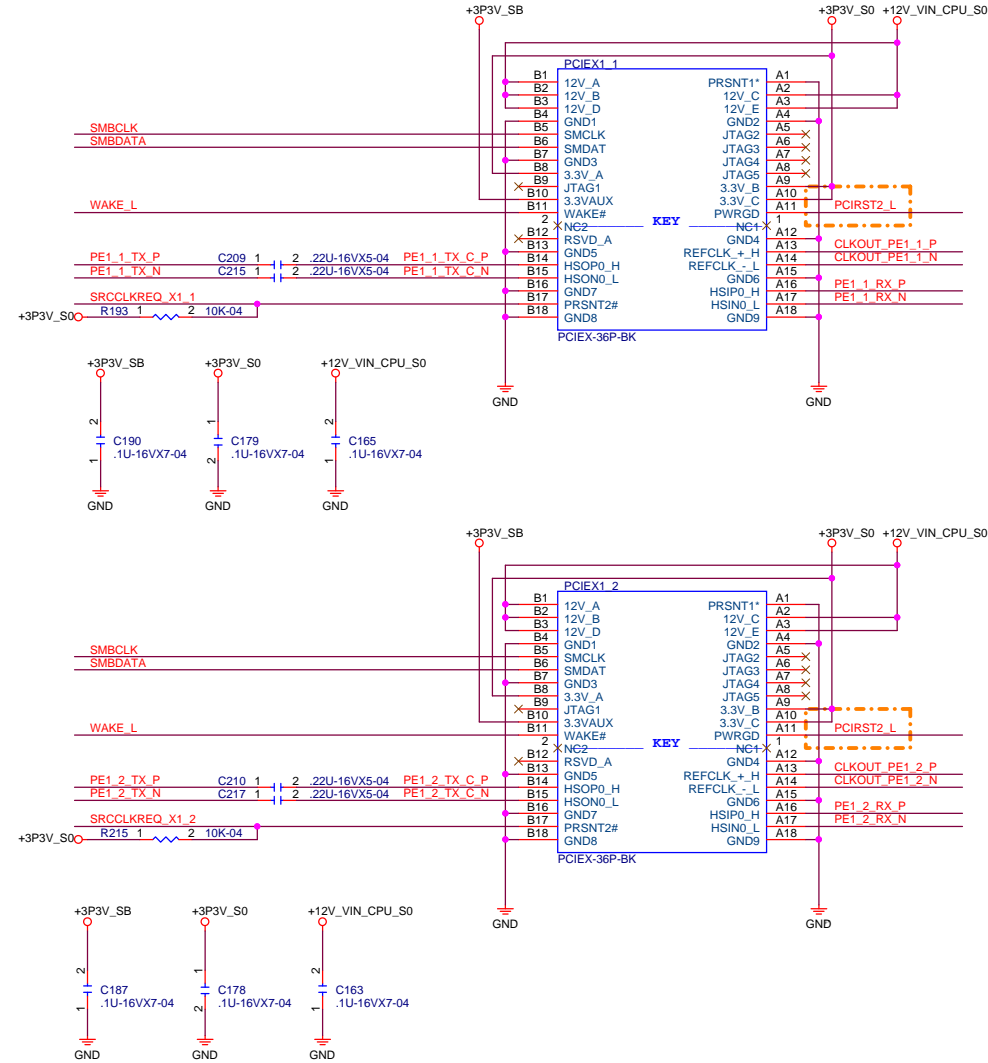 +3P3V_SB +3P3V_S0 +12V_VIN_CPU_S0
PCIEX1_1
B1 12V_A PRSNT1* A1
B2 12V_B 12V_C A2
B3 12V_D 12V_E A3
B4 GND1 GND2 A4
SMBCLK B5 SMCLK JTAG2 A5
SMBDATA B6 SMDAT JTAG3 A6
B7 GND3 JTAG4 A7
B8 3.3V_A JTAG5 A8
B9 JTAG1 3.3V_B A9
B10 3.3VAUX 3.3V_C A10
WAKE_L B11 WAKE# PWRGD A11 PCIRST2_L
2 NC2 KEY NC1 1
B12 RSVD_A GND4 A12
B13 GND5 REFCLK_+_H A13 CLKOUT_PE1_1_P
PE1_1_TX_P C209 1 2 .22U-16VX5-04 PE1_1_TX_C_P B14 HSOP0_H REFCLK_-_L A14 CLKOUT_PE1_1_N
PE1_1_TX_N C215 1 2 .22U-16VX5-04 PE1_1_TX_C_N B15 HSON0_L GND6 A15
B16 GND7 HSIP0_H A16 PE1_1_RX_P
SRCCLKREQ_X1_1 B17 PRSNT2# HSIN0_L A17 PE1_1_RX_N
+3P3V_S0 R193 1 2 10K-04 B18 GND8 GND9 A18
PCIEX-36P-BK
+3P3V_SB +3P3V_S0 +12V_VIN_CPU_S0
GND GND
2 1 2
C190 C179 C165
.1U-16VX7-04 .1U-16VX7-04 .1U-16VX7-04
1 2 1
GND GND GND
+3P3V_SB +3P3V_S0 +12V_VIN_CPU_S0
PCIEX1_2
B1 12V_A PRSNT1* A1
B2 12V_B 12V_C A2
B3 12V_D 12V_E A3
B4 GND1 GND2 A4
SMBCLK B5 SMCLK JTAG2 A5
SMBDATA B6 SMDAT JTAG3 A6
B7 GND3 JTAG4 A7
B8 3.3V_A JTAG5 A8
B9 JTAG1 3.3V_B A9
B10 3.3VAUX 3.3V_C A10
WAKE_L B11 WAKE# PWRGD A11 PCIRST2_L
2 NC2 KEY NC1 1
B12 RSVD_A GND4 A12
B13 GND5 REFCLK_+_H A13 CLKOUT_PE1_2_P
PE1_2_TX_P C210 1 2 .22U-16VX5-04 PE1_2_TX_C_P B14 HSOP0_H REFCLK_-_L A14 CLKOUT_PE1_2_N
PE1_2_TX_N C217 1 2 .22U-16VX5-04 PE1_2_TX_C_N B15 HSON0_L GND6 A15
B16 GND7 HSIP0_H A16 PE1_2_RX_P
SRCCLKREQ_X1_2 B17 PRSNT2# HSIN0_L A17 PE1_2_RX_N
+3P3V_S0 R215 1 2 10K-04 B18 GND8 GND9 A18
PCIEX-36P-BK
+3P3V_SB +3P3V_S0 +12V_VIN_CPU_S0
GND GND
2 1 2
C187 C178 C163
.1U-16VX7-04 .1U-16VX7-04 .1U-16VX7-04
1 2 1
GND GND GND